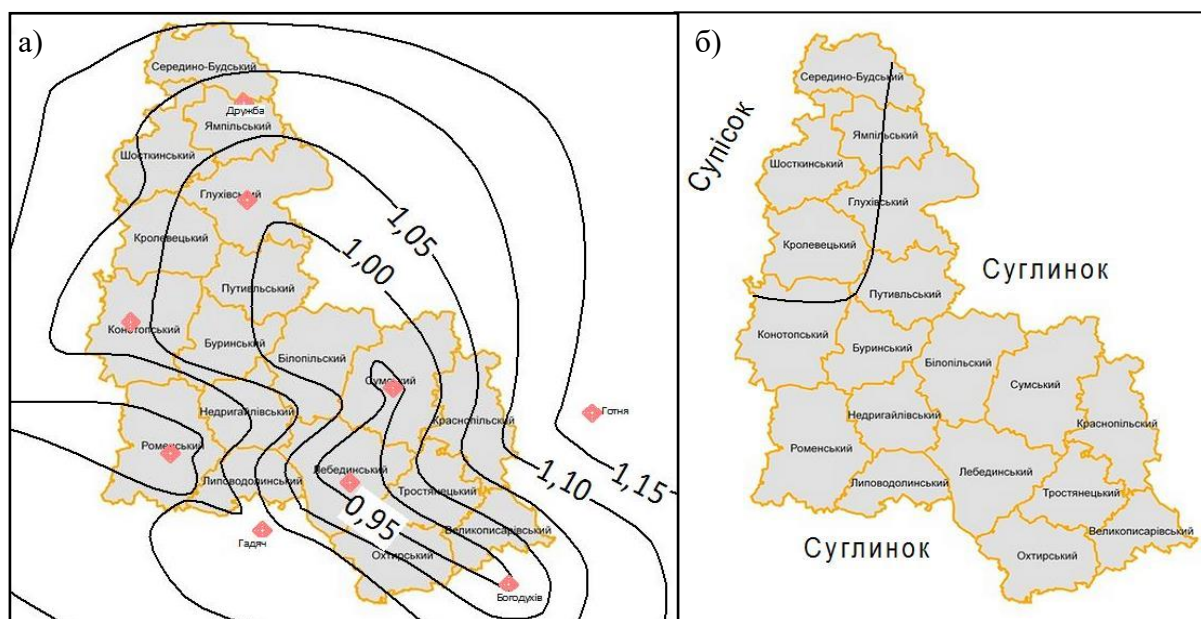 а)
Середино-Будський
Дружба
Ямпільський
Шосткинський
Глухівський
1,05
Кролевецький
1,00
Путивльський
Конотопський
Буринський
Білопільський
Сумський
Недригайлівський
Краснопільский
Готня
Роменський
Липоводолинський
Лебединський
1,10
1,15
Тростянецький
0,95
Великописарівський
Гадяч
Охтирський
Богодухів
б)
Середино-Будський
Супісок
Ямпільський
Шосткинський
Глухівський
Кролевецький
Суглинок
Путивльський
Конотопський
Буринський
Білопільський
Сумський
Недригайлівський
Краснопільский
Роменський
Липоводолинський
Лебединський
Тростянецький
Великописарівський
Суглинок
Охтирський